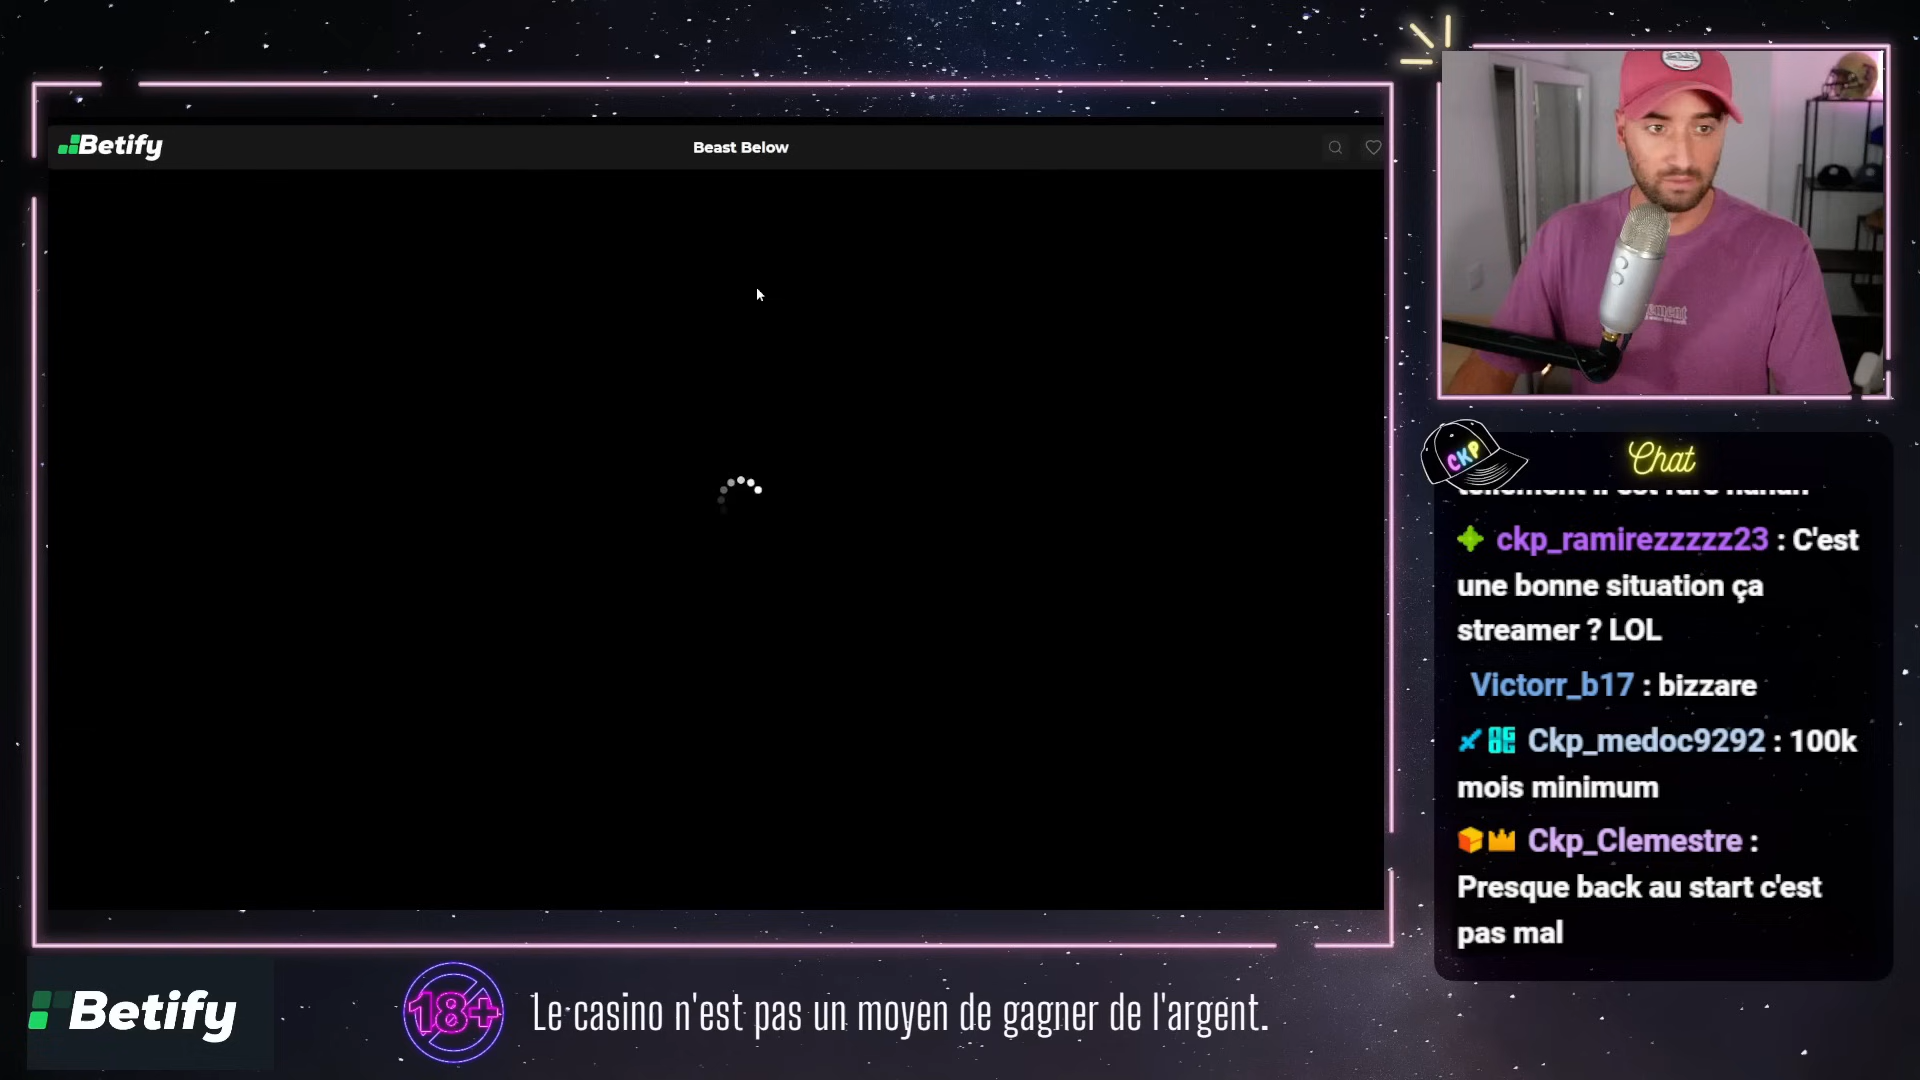 Betify
Beast Below
CKP
Chat
ckp_ramirezzzzz23 : C'est
une bonne situation ça
streamer ? LOL
Victorr_b17 : bizzare
Ckp_medoc9292 : 100k
mois minimum
Ckp_Clemestre :
Presque back au start c'est
pas mal
Betify
18+
Le casino n'est pas un moyen de gagner de l'argent.